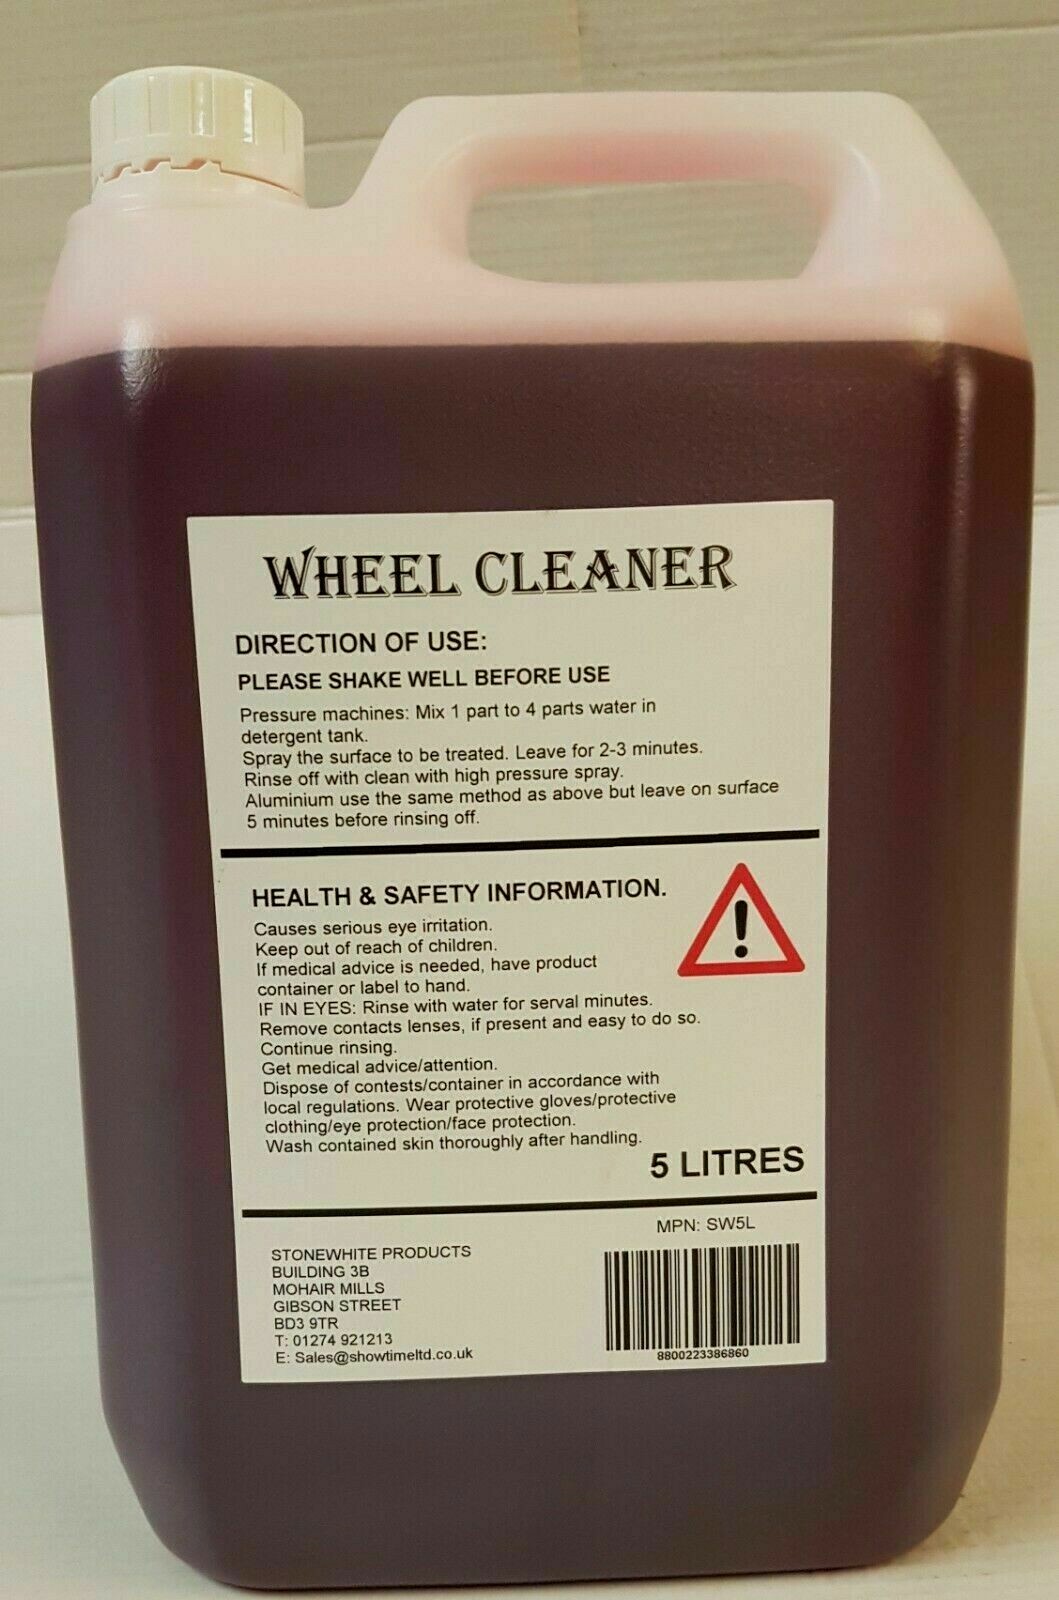 WHEEL CLEANER
DIRECTION OF USE:
PLEASE SHAKE WELL BEFORE USE
Pressure machines: Mix 1 part to 4 parts water in
detergent tank.
Spray the surface to be treated. Leave for 2-3 minutes.
Rinse off with clean with high pressure spray.
Aluminium use the same method as above but leave on surface
5 minutes before rinsing off.
HEALTH & SAFETY INFORMATION.
Causes serious eye irritation.
Keep out of reach of children.
If medical advice is needed, have product
container or label to hand.
IF IN EYES: Rinse with water for serval minutes.
Remove contacts lenses, if present and easy to do so.
Continue rinsing.
Get medical advice/attention.
Dispose of contests/container in accordance with
local regulations. Wear protective gloves/protective
clothing/eye protection/face protection.
Wash contained skin thoroughly after handling.
5 LITRES
MPN: SW5L
STONEWHITE PRODUCTS
BUILDING 3B
MOHAIR MILLS
GIBSON STREET
BD3 9TR
T: 01274 921213
E: Sales@showtimeltd.co.uk
8800223386860